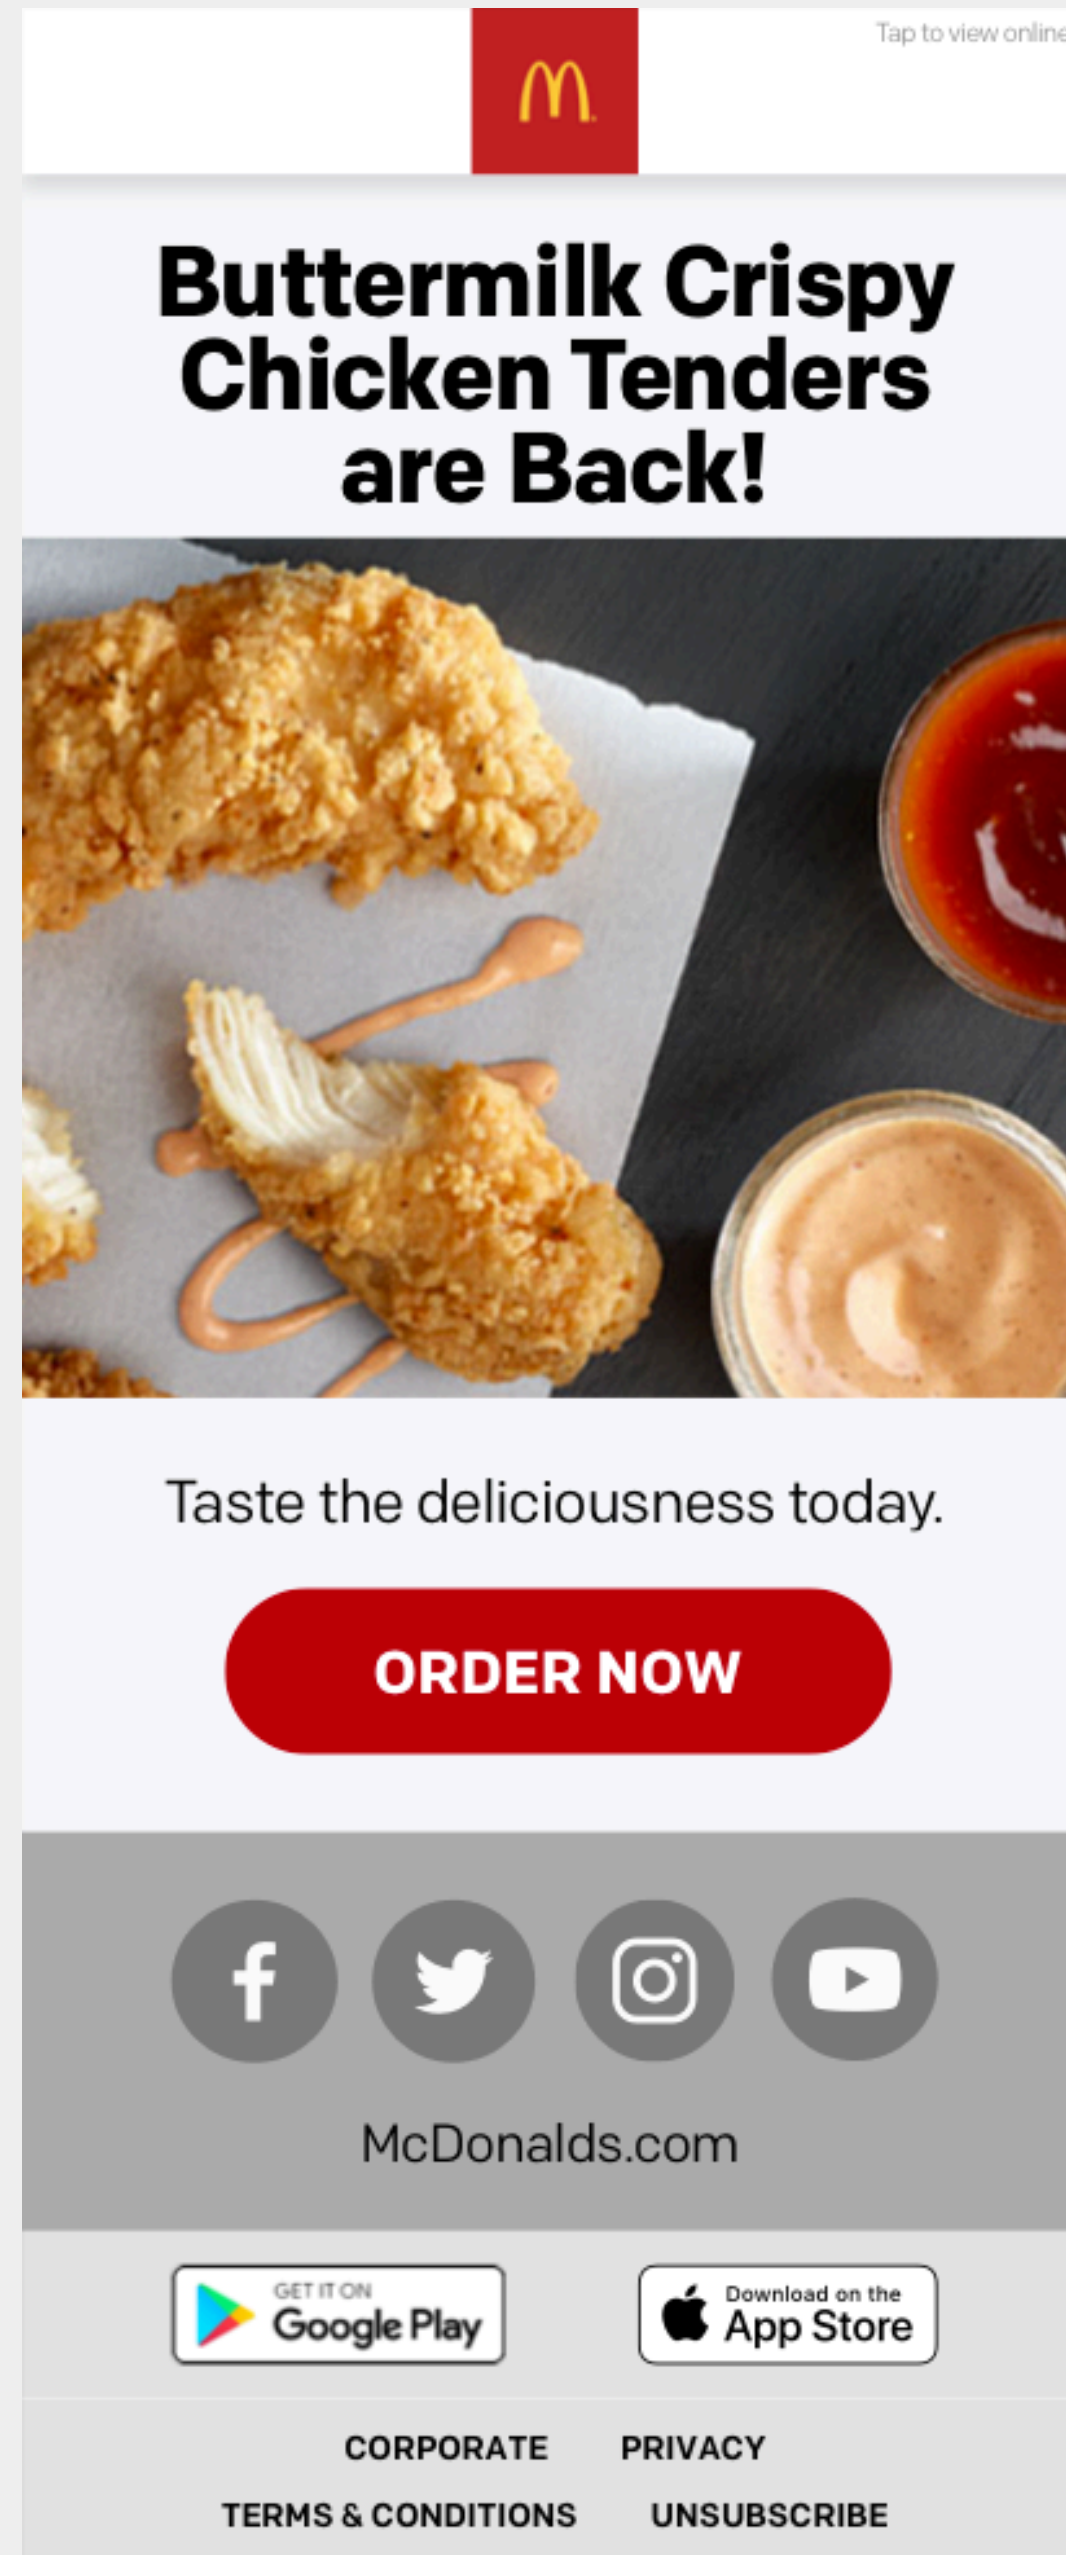 Tap to view online
Buttermilk Crispy
Chicken Tenders
are Back!
Taste the deliciousness today.
ORDER NOW
McDonalds.com
GET IT ON
Google Play
Download on the
App Store
CORPORATE PRIVACY
TERMS & CONDITIONS UNSUBSCRIBE